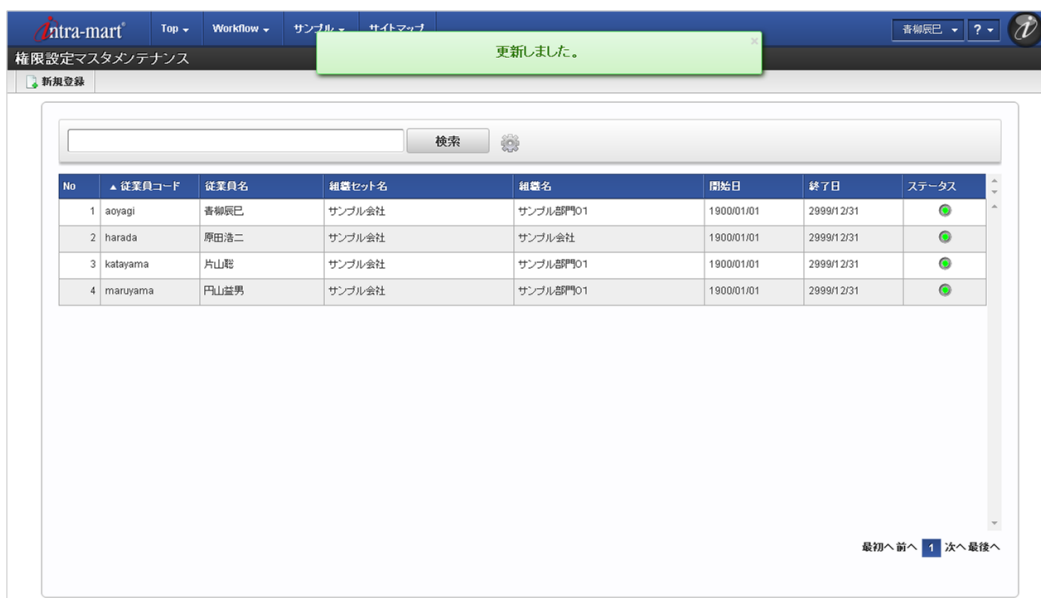 intra-mart Top Workflow サンプル サイトマップ 青柳辰巳 ?
権限設定マスタメンテナンス
更新しました。
新規登録
検索
No ▲ 従業員コード 従業員名 組織セット名 組織名 開始日 終了日 ステータス
1 aoyagi 青柳辰巳 サンプル会社 サンプル部門01 1900/01/01 2999/12/31
2 harada 原田浩二 サンプル会社 サンプル会社 1900/01/01 2999/12/31
3 katayama 片山聡 サンプル会社 サンプル部門01 1900/01/01 2999/12/31
4 maruyama 円山益男 サンプル会社 サンプル部門01 1900/01/01 2999/12/31
最初へ 前へ 1 次へ 最後へ